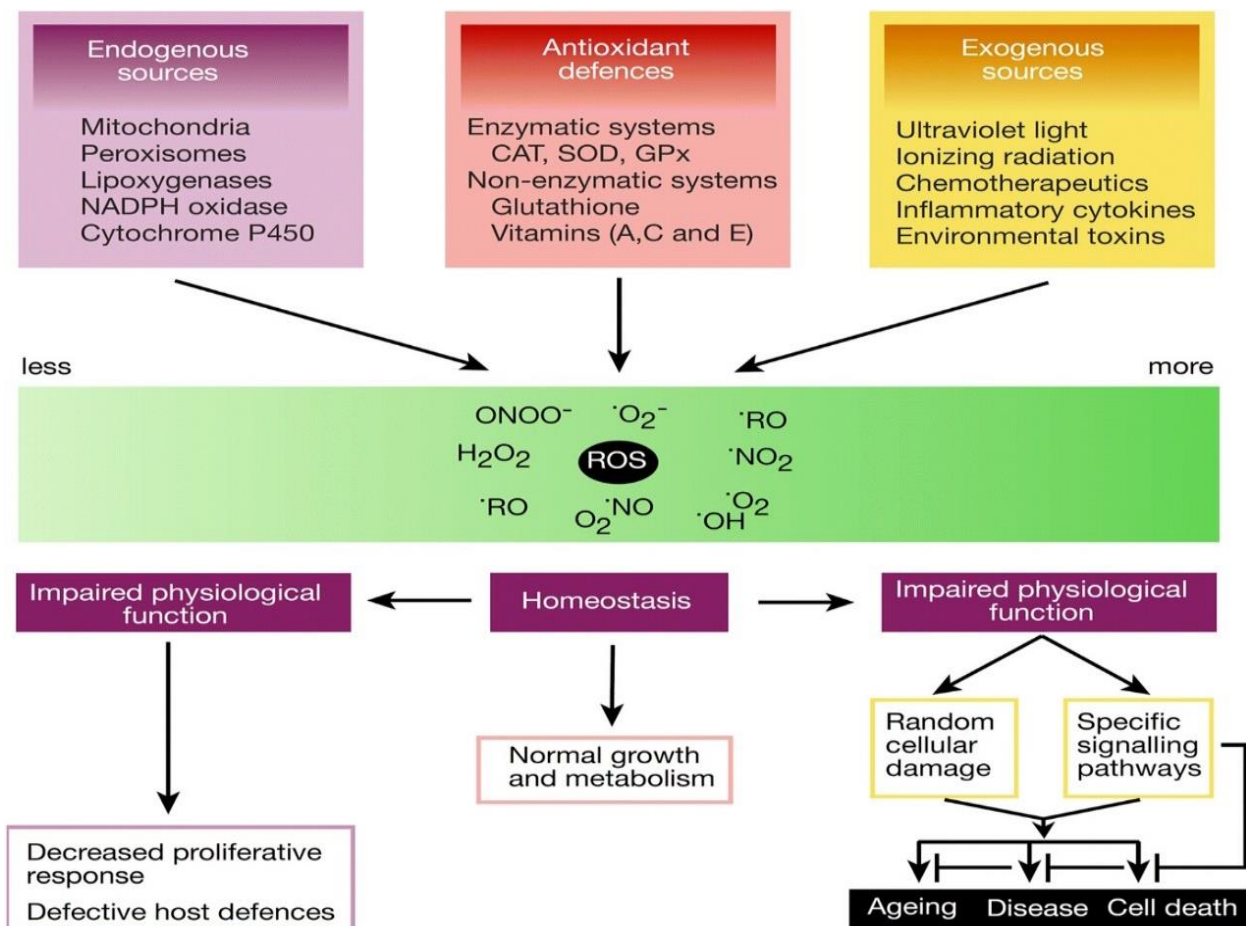 Endogenous
sources
Mitochondria
Peroxisomes
Lipoxygenases
NADPH oxidase
Cytochrome P450
Antioxidant
defences
Enzymatic systems
CAT, SOD, GPx
Non-enzymatic systems
Glutathione
Vitamins (A,C and E)
Exogenous
sources
Ultraviolet light
Ionizing radiation
Chemotherapeutics
Inflammatory cytokines
Environmental toxins
less
more
ONOO⁻
˙O₂⁻
˙RO
H₂O₂
ROS
˙NO₂
˙RO
O₂
˙NO
˙OH
˙O₂
Impaired physiological
function
Homeostasis
Impaired physiological
function
Decreased proliferative
response
Defective host defences
Normal growth
and metabolism
Random
cellular
damage
Specific
signalling
pathways
Ageing
Disease
Cell death